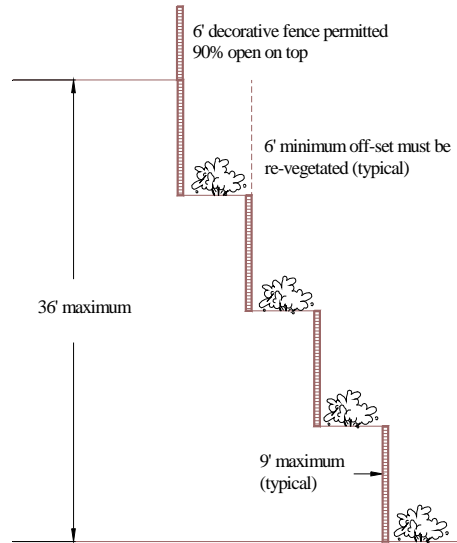 6' decorative fence permitted
90% open on top
6' minimum off-set must be
re-vegetated (typical)
36' maximum
9' maximum
(typical)